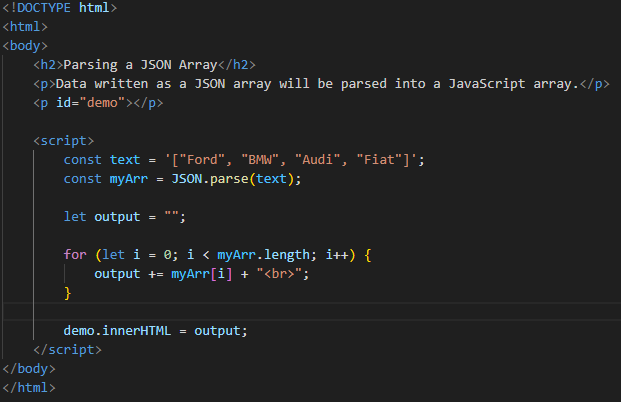 <!DOCTYPE html>
<html>
<body>
    <h2>Parsing a JSON Array</h2>
    <p>Data written as a JSON array will be parsed into a JavaScript array.</p>
    <p id="demo"></p>

    <script>
        const text = '["Ford", "BMW", "Audi", "Fiat"]';
        const myArr = JSON.parse(text);

        let output = "";

        for (let i = 0; i < myArr.length; i++) {
            output += myArr[i] + "<br>";
        }

        demo.innerHTML = output;
    </script>
</body>
</html>